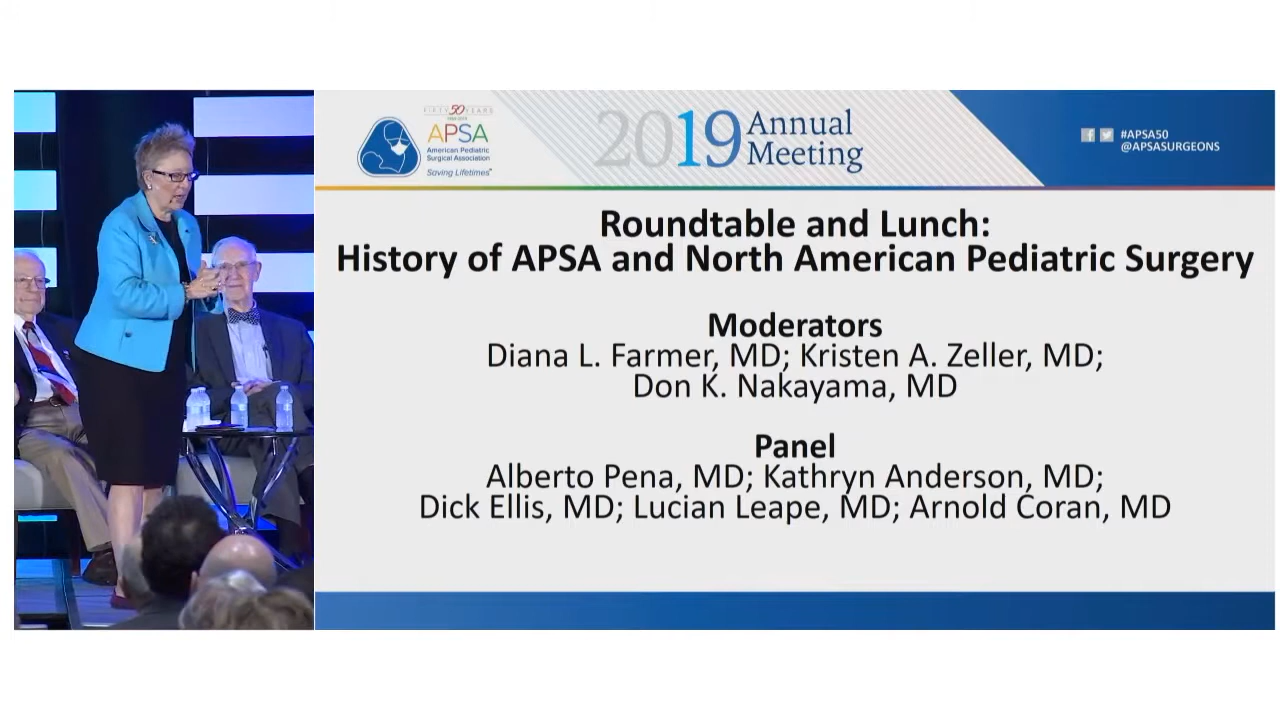 FIFTY 50 YEARS
APSA
American Pediatric
Surgical Association
Saving Lifetimes
2019 Annual
Meeting
#APSA50
@APSASURGEONS
Roundtable and Lunch:
History of APSA and North American Pediatric Surgery
Moderators
Diana L. Farmer, MD; Kristen A. Zeller, MD;
Don K. Nakayama, MD
Panel
Alberto Pena, MD; Kathryn Anderson, MD;
Dick Ellis, MD; Lucian Leape, MD; Arnold Coran, MD